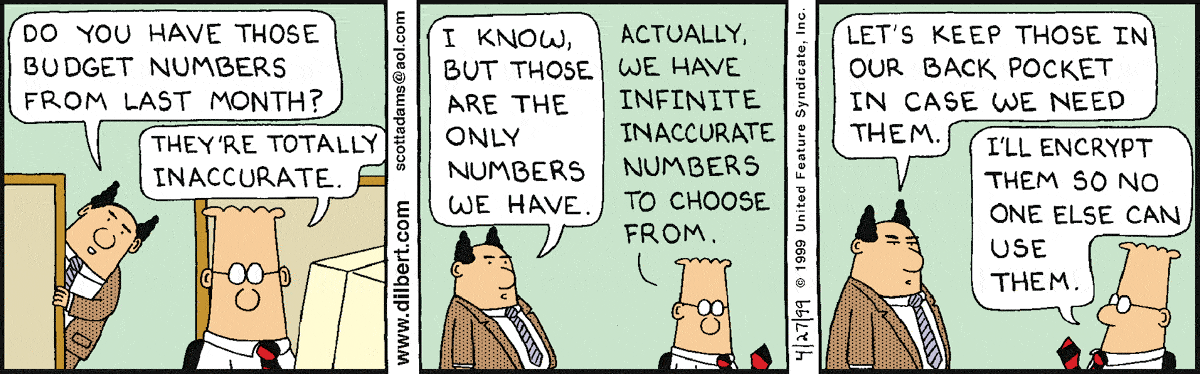 DO YOU HAVE THOSE
BUDGET NUMBERS
FROM LAST MONTH?
THEY'RE TOTALLY
INACCURATE.
www.dilbert.com
scottadams@aol.com
I KNOW,
BUT THOSE
ARE THE
ONLY
NUMBERS
WE HAVE.
ACTUALLY,
WE HAVE
INFINITE
INACCURATE
NUMBERS
TO CHOOSE
FROM.
4/27/99 © 1999 United Feature Syndicate, Inc.
LET'S KEEP THOSE IN
OUR BACK POCKET
IN CASE WE NEED
THEM.
I'LL ENCRYPT
THEM SO NO
ONE ELSE CAN
USE
THEM.